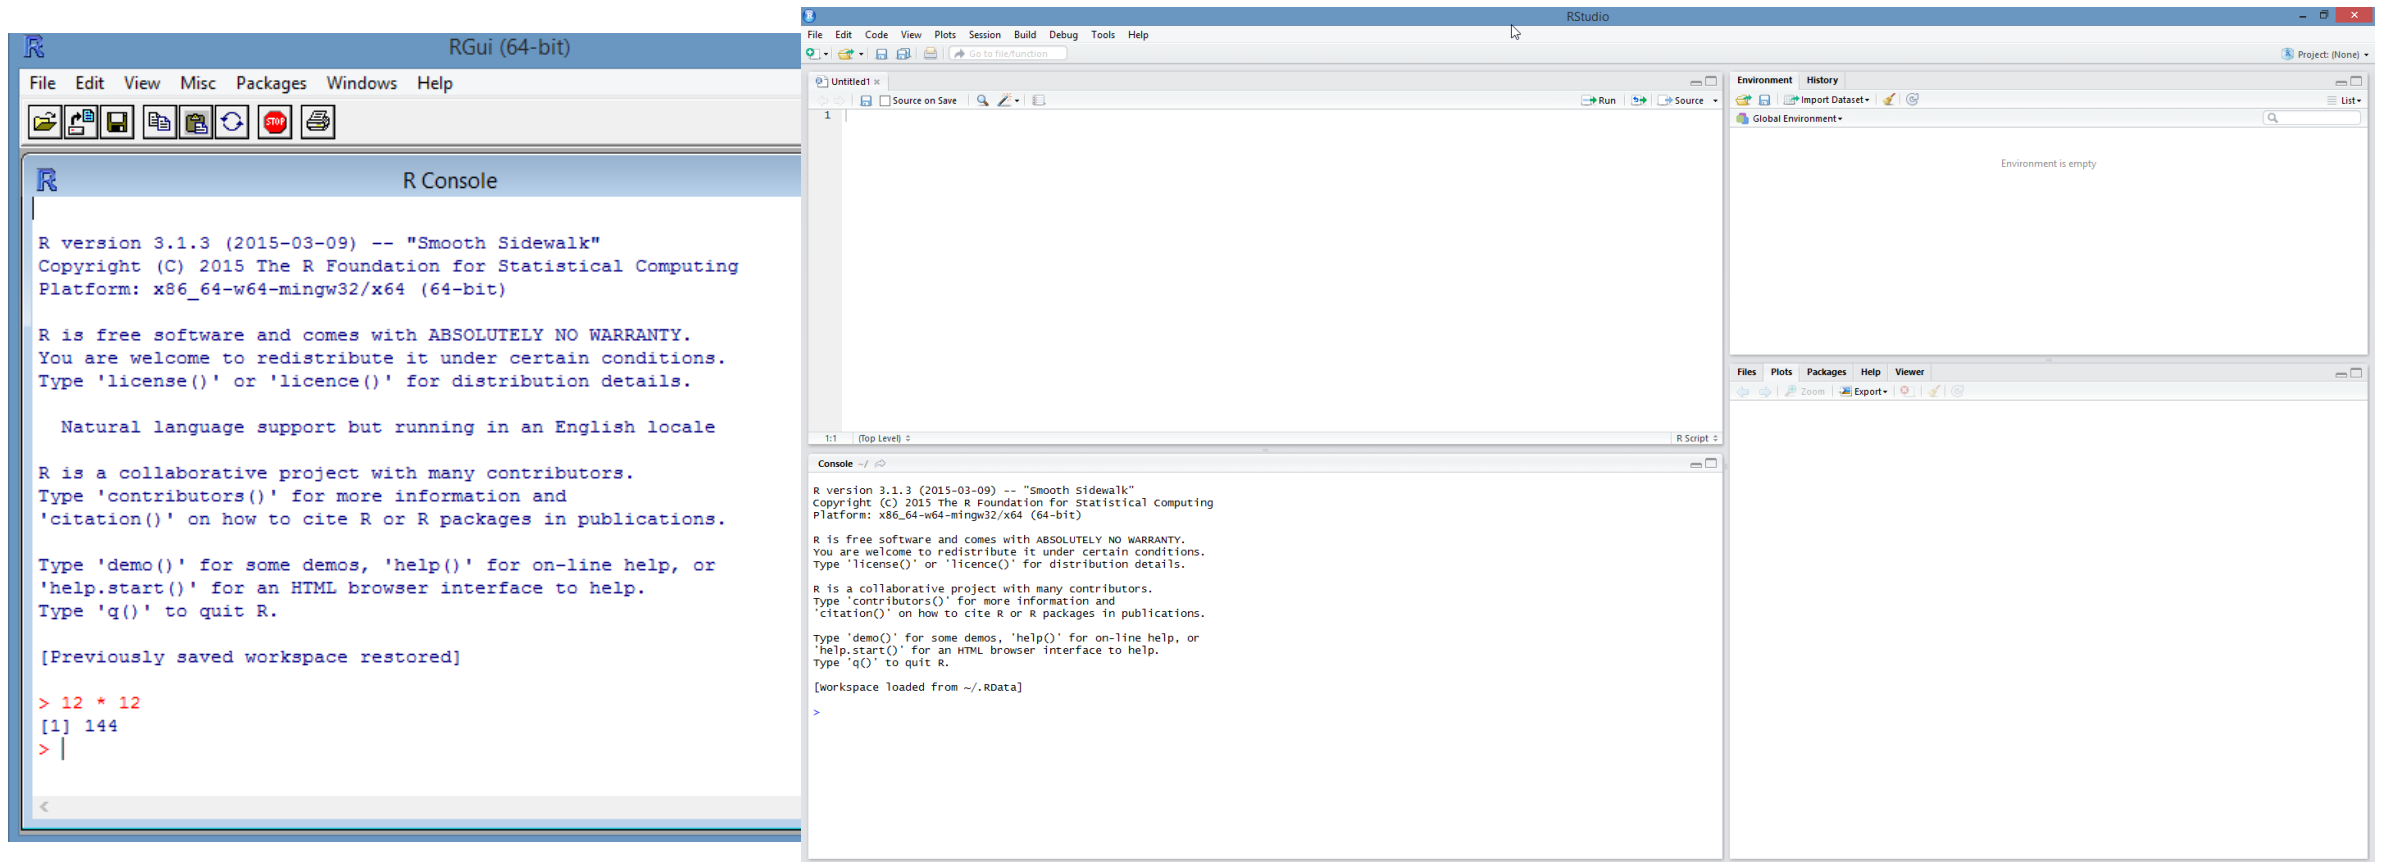 RGui (64-bit)
File Edit View Misc Packages Windows Help
STOP
R Console
R version 3.1.3 (2015-03-09) -- "Smooth Sidewalk"
Copyright (C) 2015 The R Foundation for Statistical Computing
Platform: x86_64-w64-mingw32/x64 (64-bit)
R is free software and comes with ABSOLUTELY NO WARRANTY.
You are welcome to redistribute it under certain conditions.
Type 'license()' or 'licence()' for distribution details.
Natural language support but running in an English locale
R is a collaborative project with many contributors.
Type 'contributors()' for more information and
'citation()' on how to cite R or R packages in publications.
Type 'demo()' for some demos, 'help()' for on-line help, or
'help.start()' for an HTML browser interface to help.
Type 'q()' to quit R.
[Previously saved workspace restored]
> 12 * 12
[1] 144
>
RStudio
File Edit Code View Plots Session Build Debug Tools Help
Go to file/function
Project: (None)
Untitled1
Source on Save
Run
Source
1
1:1 (Top Level)
R Script
Console ~/
R version 3.1.3 (2015-03-09) -- "Smooth Sidewalk"
Copyright (C) 2015 The R Foundation for Statistical Computing
Platform: x86_64-w64-mingw32/x64 (64-bit)
R is free software and comes with ABSOLUTELY NO WARRANTY.
You are welcome to redistribute it under certain conditions.
Type 'license()' or 'licence()' for distribution details.
R is a collaborative project with many contributors.
Type 'contributors()' for more information and
'citation()' on how to cite R or R packages in publications.
Type 'demo()' for some demos, 'help()' for on-line help, or
'help.start()' for an HTML browser interface to help.
Type 'q()' to quit R.
[Workspace loaded from ~/.RData]
>
Environment History
Import Dataset
List
Global Environment
Environment is empty
Files Plots Packages Help Viewer
Zoom Export